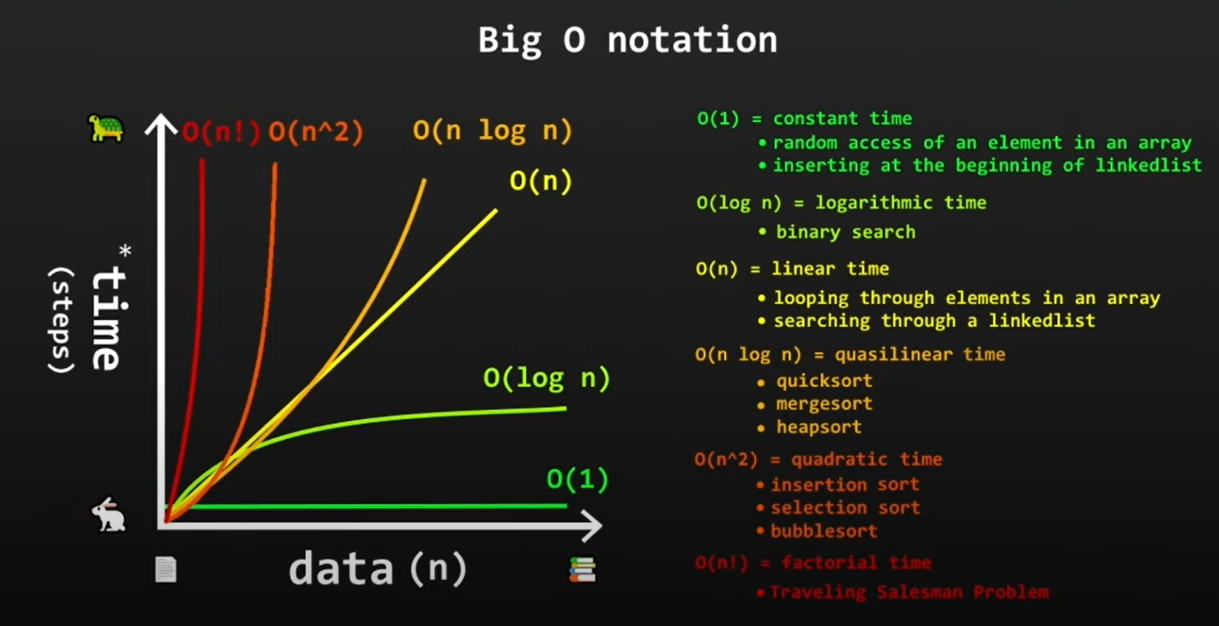 Big O notation
O(n!)
O(n^2)
O(n log n)
O(n)
O(log n)
O(1)
*time
(steps)
data (n)
O(1) = constant time
• random access of an element in an array
• inserting at the beginning of linkedlist
O(log n) = logarithmic time
• binary search
O(n) = linear time
• looping through elements in an array
• searching through a linkedlist
O(n log n) = quasilinear time
• quicksort
• mergesort
• heapsort
O(n^2) = quadratic time
• insertion sort
• selection sort
• bubblesort
O(n!) = factorial time
• Traveling Salesman Problem